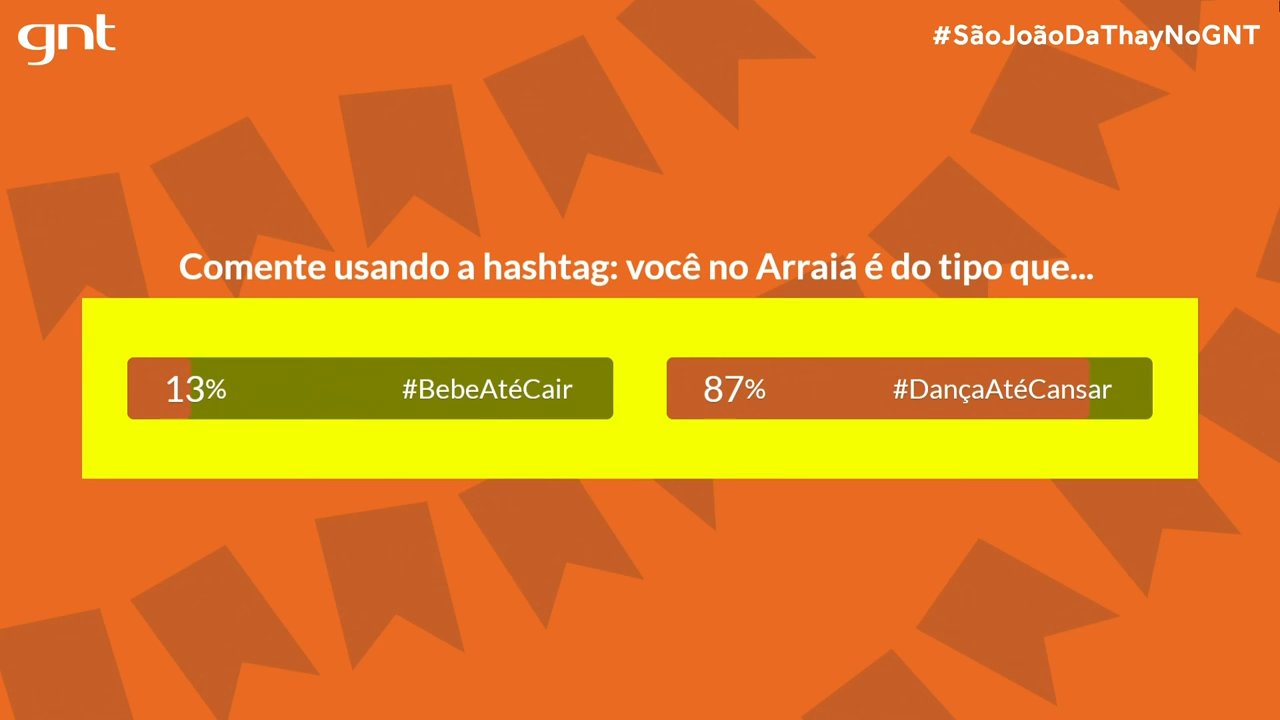 gnt
#SãoJoãoDaThayNoGNT
Comente usando a hashtag: você no Arraiá é do tipo que...
13% #BebeAtéCair
87% #DançaAtéCansar